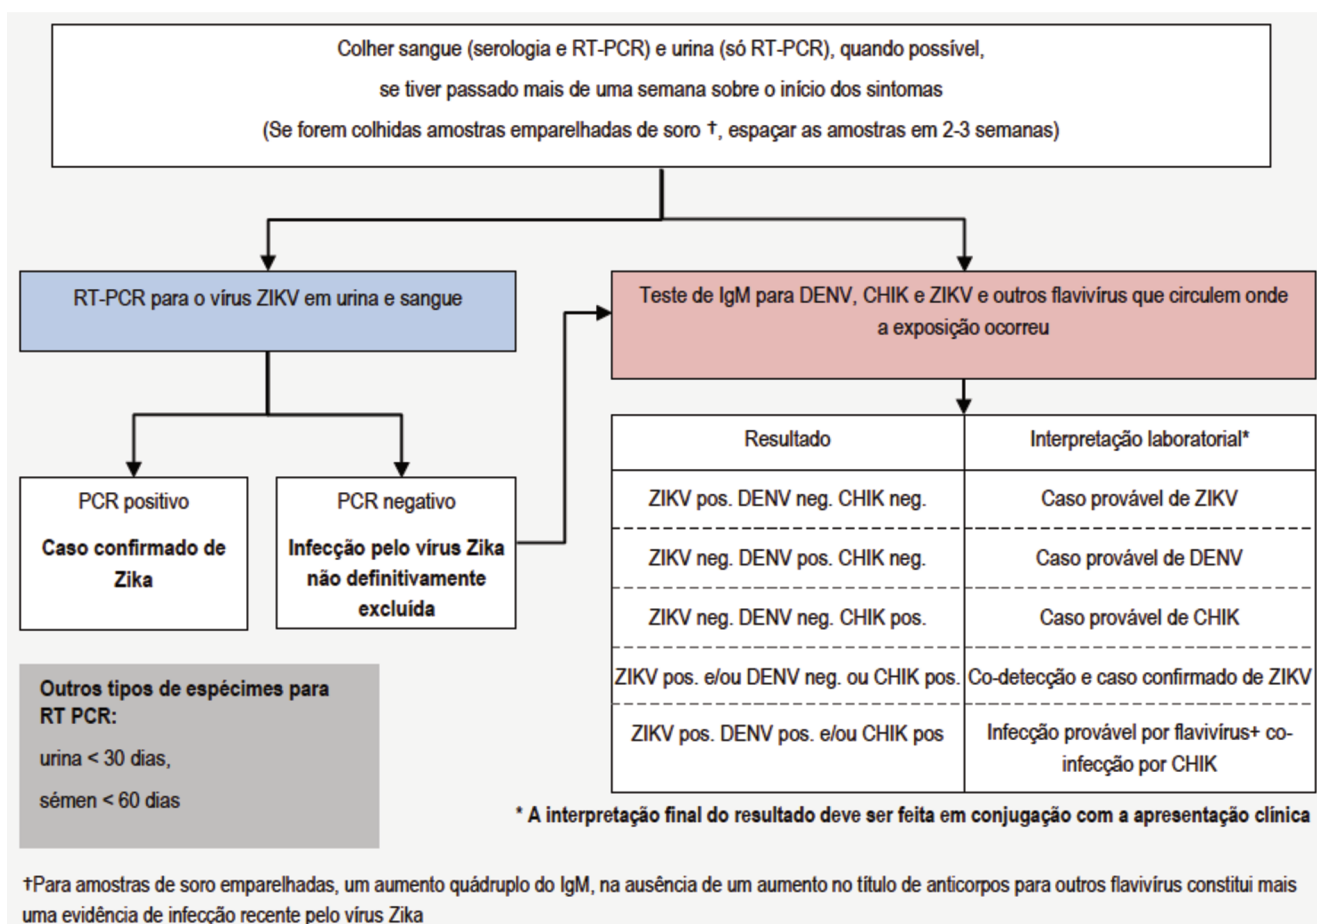 Colher sangue (serologia e RT-PCR) e urina (só RT-PCR), quando possível,
se tiver passado mais de uma semana sobre o início dos sintomas
(Se forem colhidas amostras emparelhadas de soro †, espaçar as amostras em 2-3 semanas)
RT-PCR para o vírus ZIKV em urina e sangue
Teste de IgM para DENV, CHIK e ZIKV e outros flavivírus que circulem onde
a exposição ocorreu
PCR positivo
Caso confirmado de
Zika
PCR negativo
Infecção pelo vírus Zika
não definitivamente
excluída
Resultado
Interpretação laboratorial*
ZIKV pos. DENV neg. CHIK neg.
Caso provável de ZIKV
ZIKV neg. DENV pos. CHIK neg.
Caso provável de DENV
ZIKV neg. DENV neg. CHIK pos.
Caso provável de CHIK
ZIKV pos. e/ou DENV neg. ou CHIK pos.
Co-detecção e caso confirmado de ZIKV
ZIKV pos. DENV pos. e/ou CHIK pos
Infecção provável por flavivírus+ co-
infecção por CHIK
Outros tipos de espécimes para
RT PCR:
urina < 30 dias,
sémen < 60 dias
* A interpretação final do resultado deve ser feita em conjugação com a apresentação clínica
†Para amostras de soro emparelhadas, um aumento quádruplo do IgM, na ausência de um aumento no título de anticorpos para outros flavivírus constitui mais
uma evidência de infecção recente pelo vírus Zika